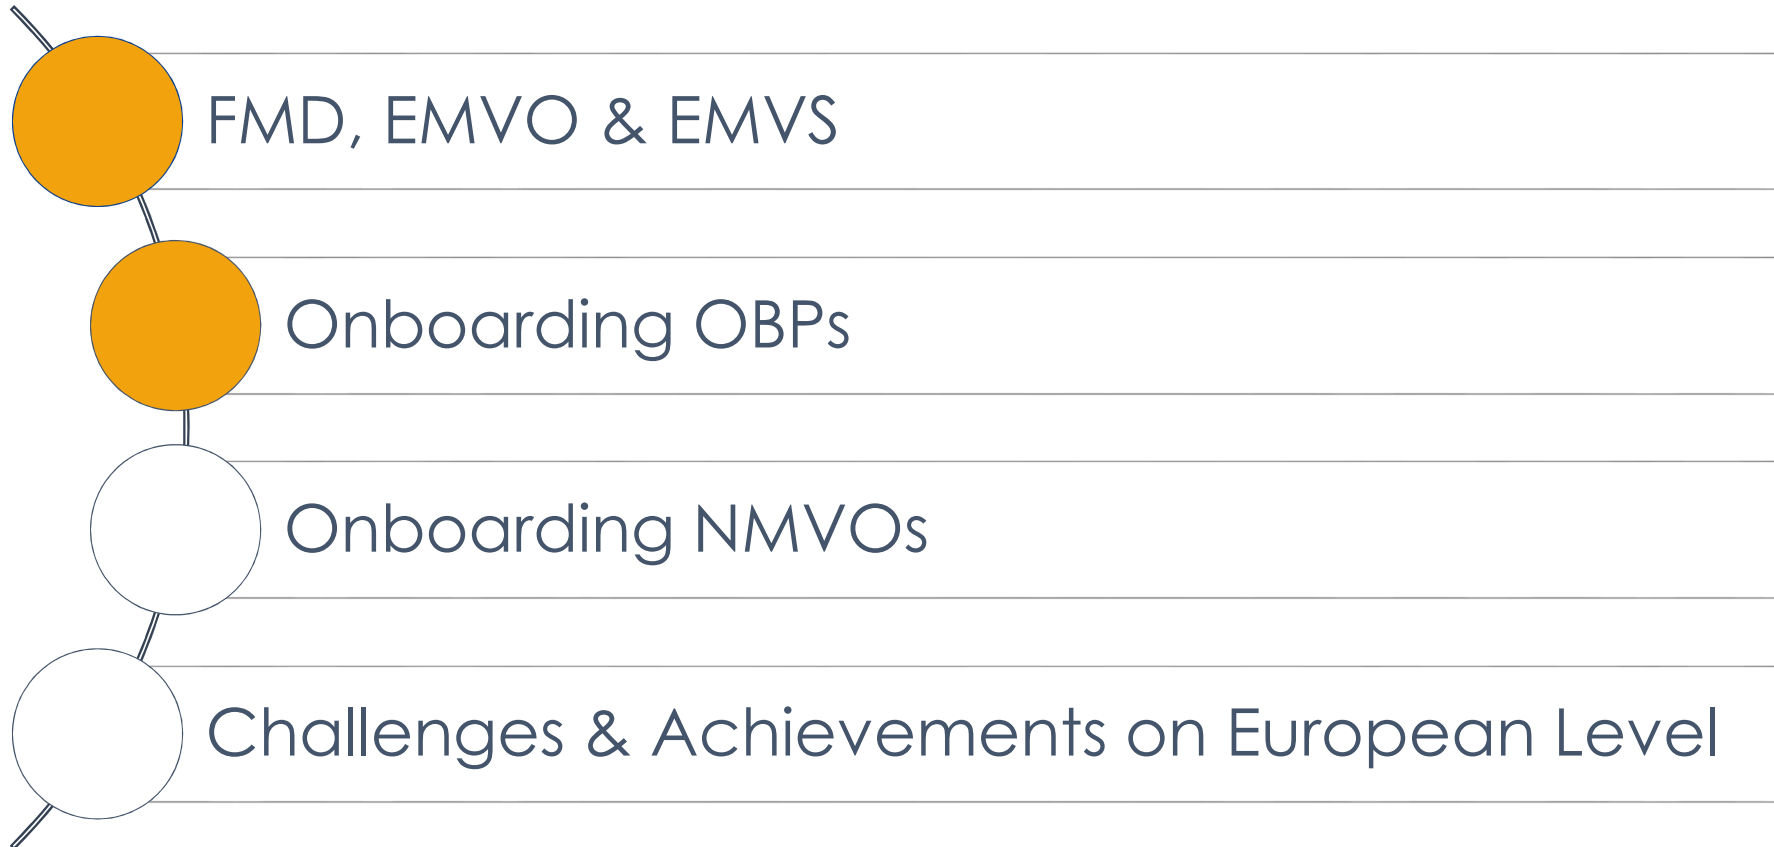 FMD, EMVO & EMVS
Onboarding OBPs
Onboarding NMVOs
Challenges & Achievements on European Level